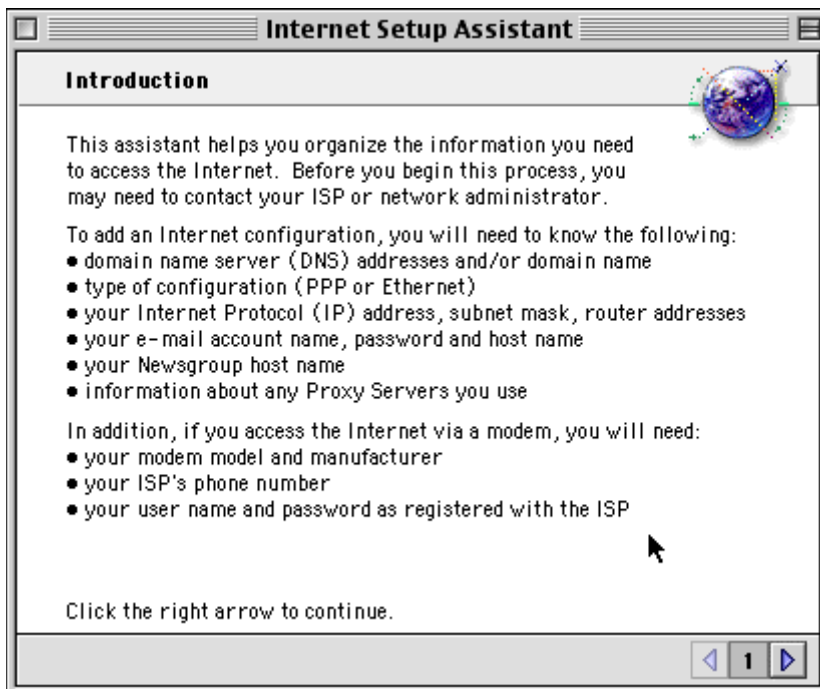 Internet Setup Assistant
Introduction
This assistant helps you organize the information you need
to access the Internet.  Before you begin this process, you
may need to contact your ISP or network administrator.
To add an Internet configuration, you will need to know the following:
● domain name server (DNS) addresses and/or domain name
● type of configuration (PPP or Ethernet)
● your Internet Protocol (IP) address, subnet mask, router addresses
● your e-mail account name, password and host name
● your Newsgroup host name
● information about any Proxy Servers you use
In addition, if you access the Internet via a modem, you will need:
● your modem model and manufacturer
● your ISP's phone number
● your user name and password as registered with the ISP
Click the right arrow to continue.
1